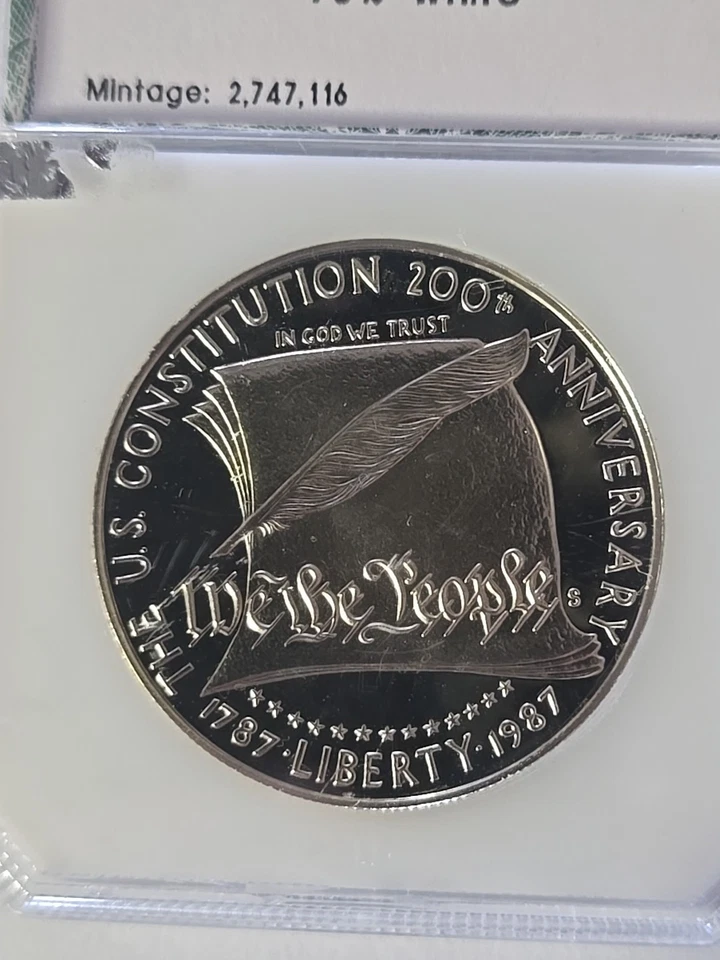 Mintage: 2,747,116
THE U.S. CONSTITUTION 200th ANNIVERSARY
IN GOD WE TRUST
We the People
S
1787 · LIBERTY · 1987